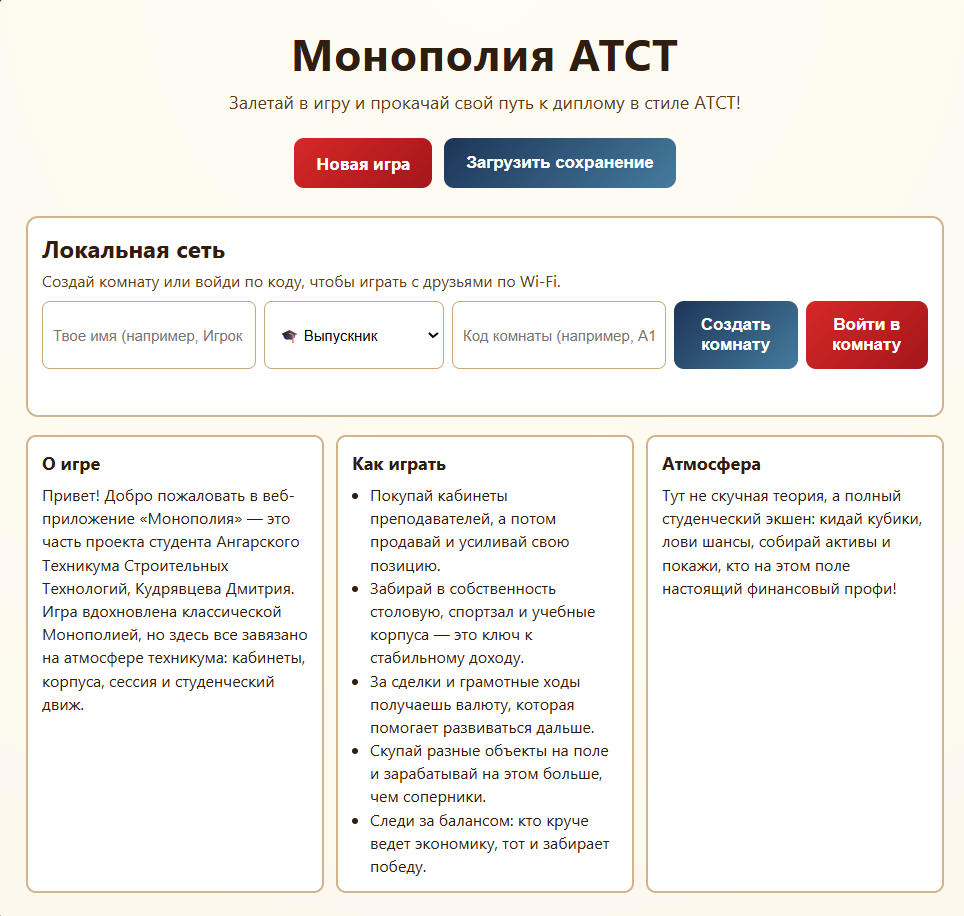 Монополия АТСТ
Залетай в игру и прокачай свой путь к диплому в стиле АТСТ!
Новая игра
Загрузить сохранение
Локальная сеть
Создай комнату или войди по коду, чтобы играть с друзьями по Wi-Fi.
Твое имя (например, Игрок
🎓 Выпускник
Код комнаты (например, A1
Создать
комнату
Войти в
комнату
О игре
Привет! Добро пожаловать в веб-
приложение «Монополия» — это
часть проекта студента Ангарского
Техникума Строительных
Технологий, Кудрявцева Дмитрия.
Игра вдохновлена классической
Монополией, но здесь все завязано
на атмосфере техникума: кабинеты,
корпуса, сессия и студенческий
движ.
Как играть
• Покупай кабинеты
преподавателей, а потом
продавай и усиливай свою
позицию.
• Забирай в собственность
столовую, спортзал и учебные
корпуса — это ключ к
стабильному доходу.
• За сделки и грамотные ходы
получаешь валюту, которая
помогает развиваться дальше.
• Скупай разные объекты на поле
и зарабатывай на этом больше,
чем соперники.
• Следи за балансом: кто круче
ведет экономику, тот и забирает
победу.
Атмосфера
Тут не скучная теория, а полный
студенческий экшен: кидай кубики,
лови шансы, собирай активы и
покажи, кто на этом поле
настоящий финансовый профи!